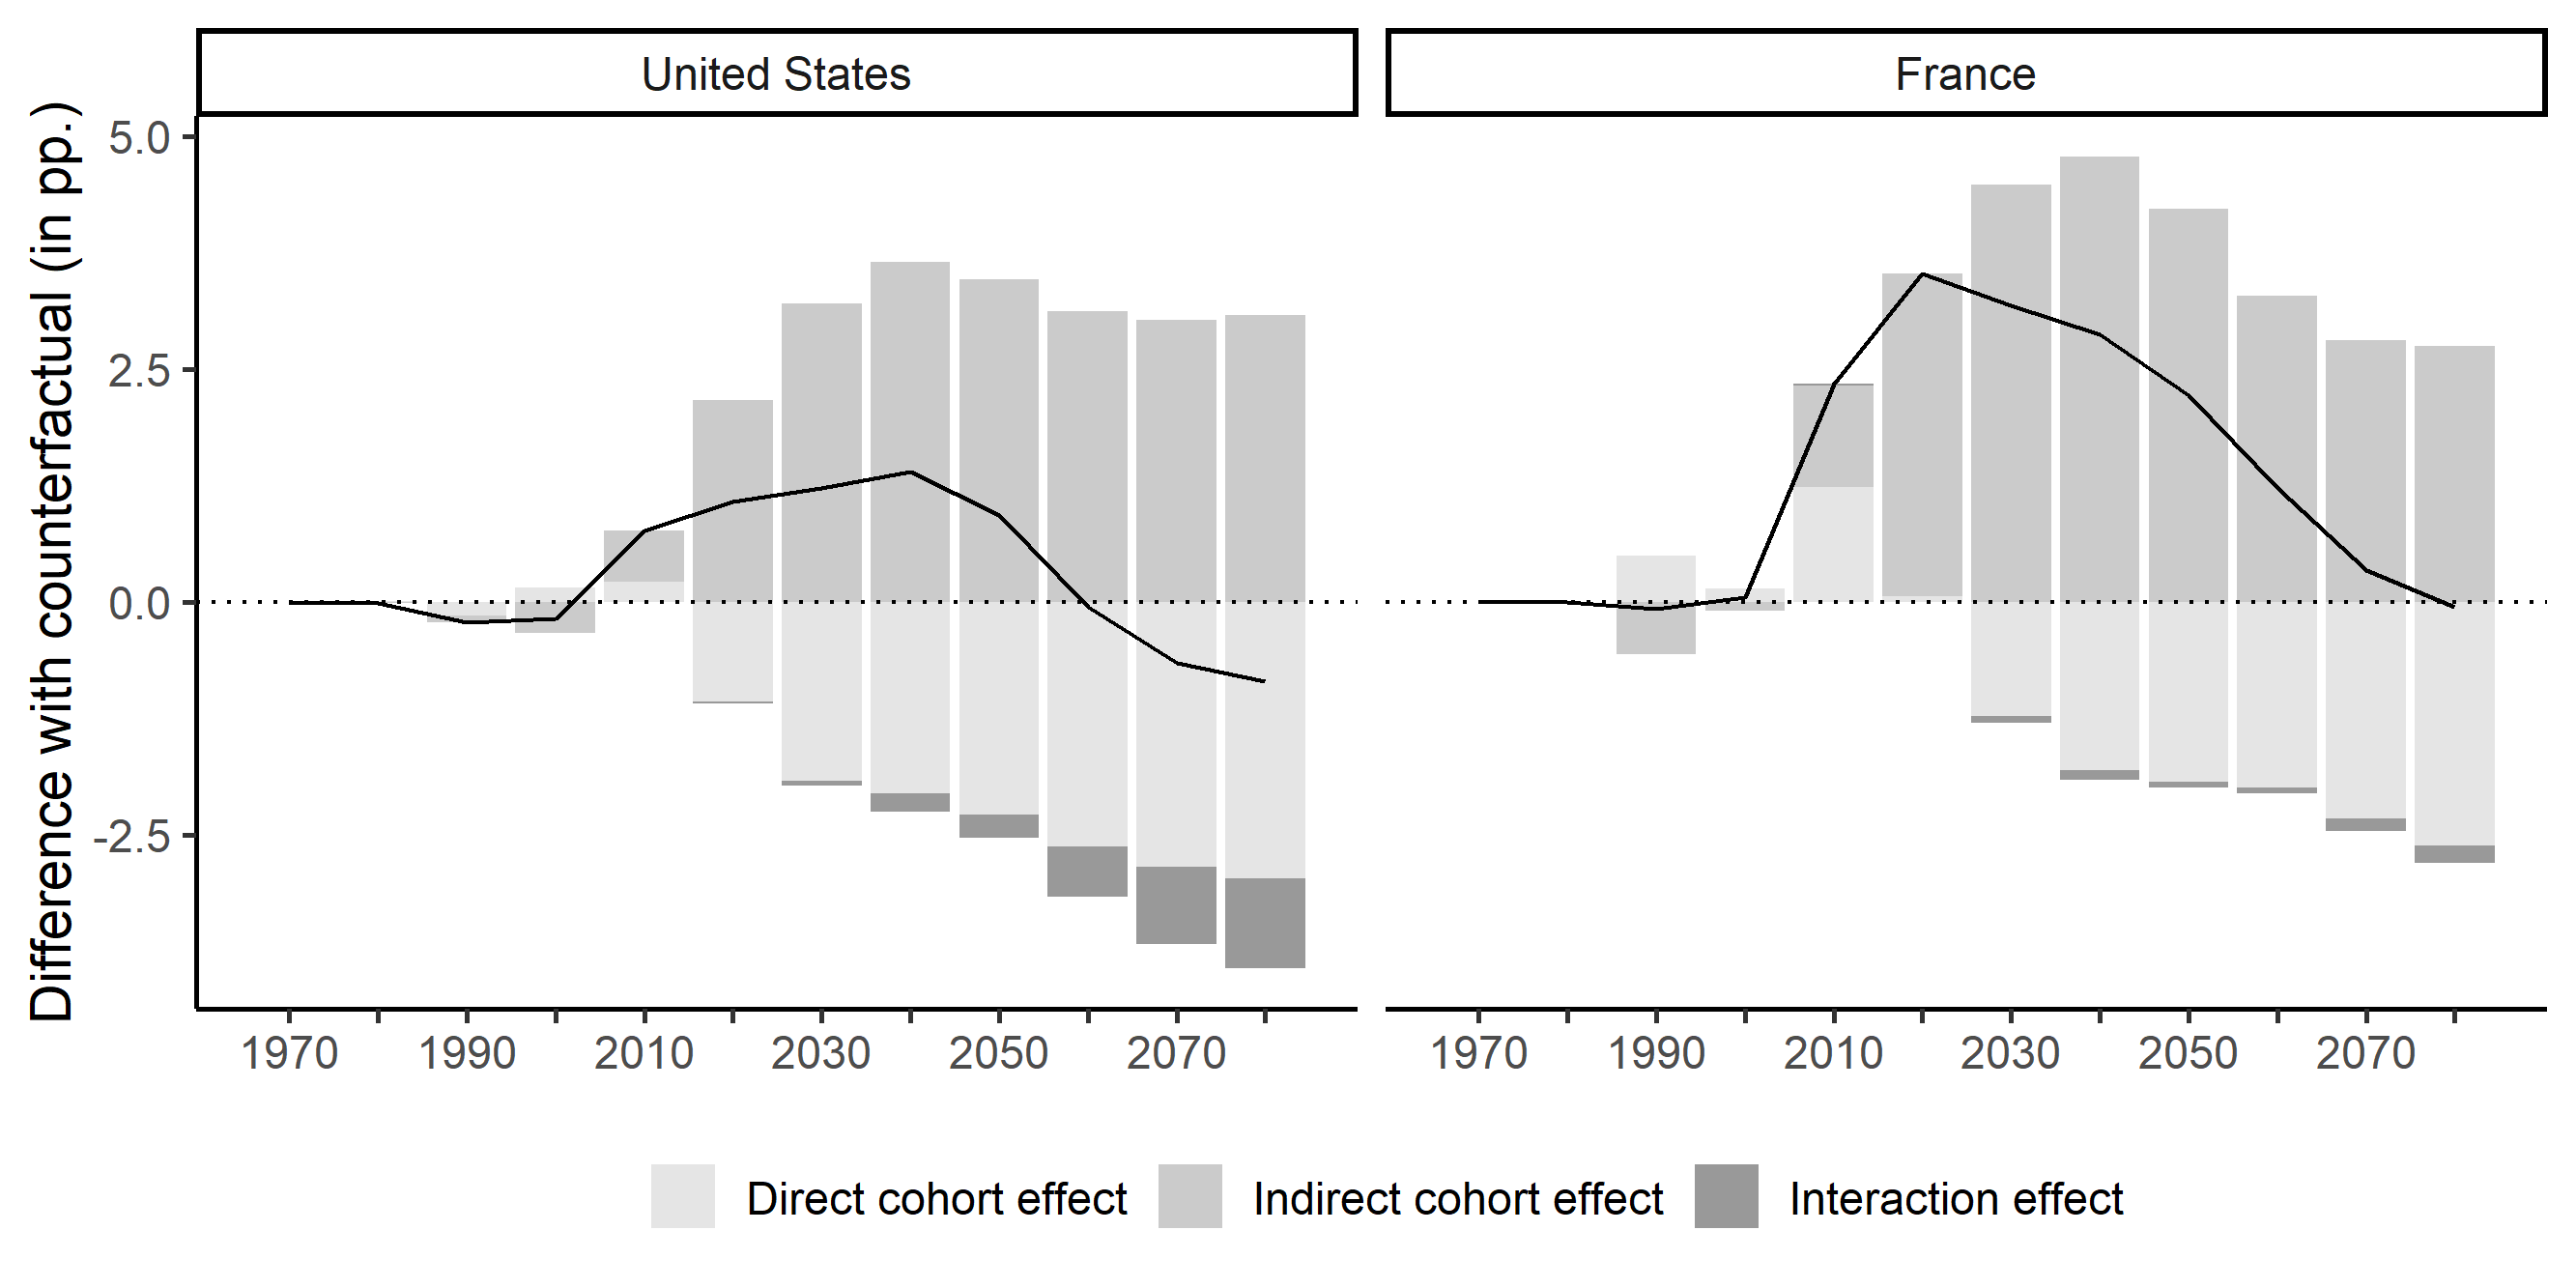 United States
France
Difference with counterfactual (in pp.)
5.0
2.5
0.0
-2.5
1970 1990 2010 2030 2050 2070
1970 1990 2010 2030 2050 2070
Direct cohort effect Indirect cohort effect Interaction effect